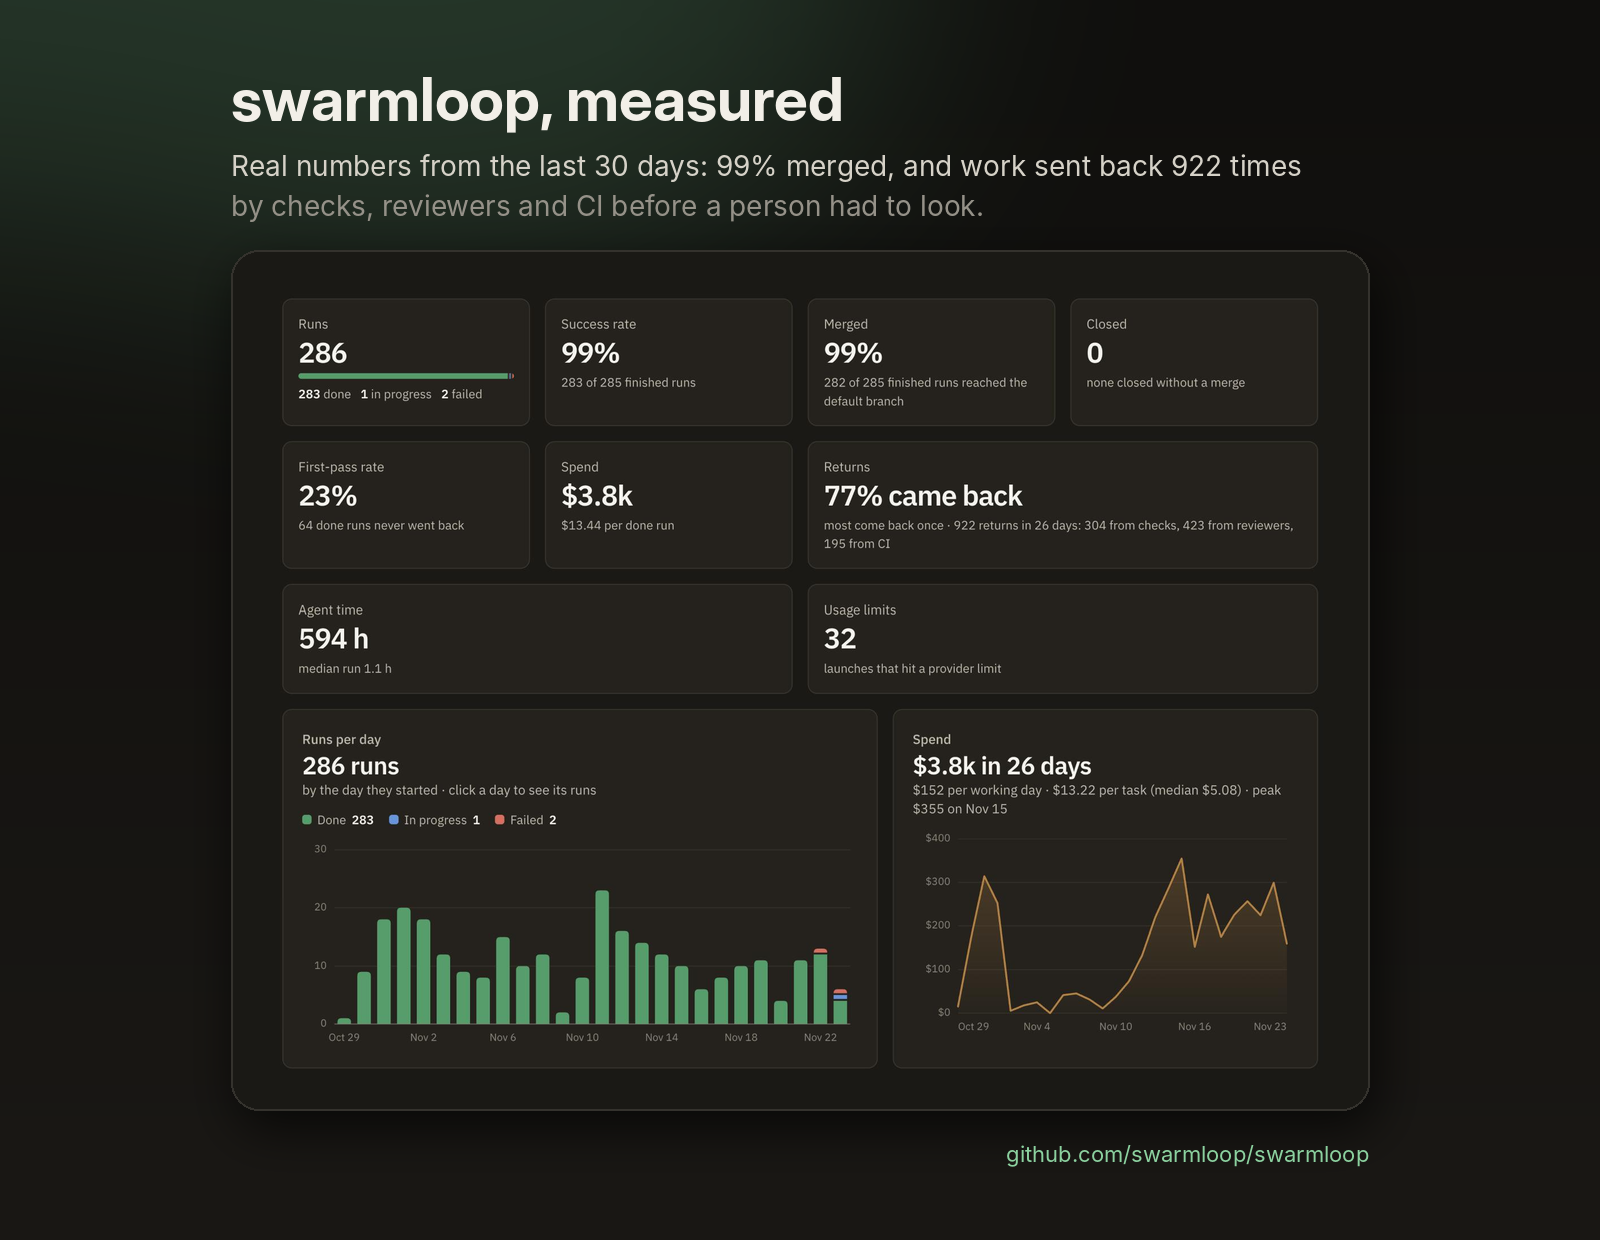 swarmloop, measured
Real numbers from the last 30 days: 99% merged, and work sent back 922 times
by checks, reviewers and CI before a person had to look.
Runs
286
283 done 1 in progress 2 failed
Success rate
99%
283 of 285 finished runs
Merged
99%
282 of 285 finished runs reached the
default branch
Closed
0
none closed without a merge
First-pass rate
23%
64 done runs never went back
Spend
$3.8k
$13.44 per done run
Returns
77% came back
most come back once · 922 returns in 26 days: 304 from checks, 423 from reviewers,
195 from CI
Agent time
594 h
median run 1.1 h
Usage limits
32
launches that hit a provider limit
Runs per day
286 runs
by the day they started · click a day to see its runs
Done 283 In progress 1 Failed 2
30
20
10
0
Oct 29 Nov 2 Nov 6 Nov 10 Nov 14 Nov 18 Nov 22
Spend
$3.8k in 26 days
$152 per working day · $13.22 per task (median $5.08) · peak
$355 on Nov 15
$400
$300
$200
$100
$0
Oct 29 Nov 4 Nov 10 Nov 16 Nov 23
github.com/swarmloop/swarmloop